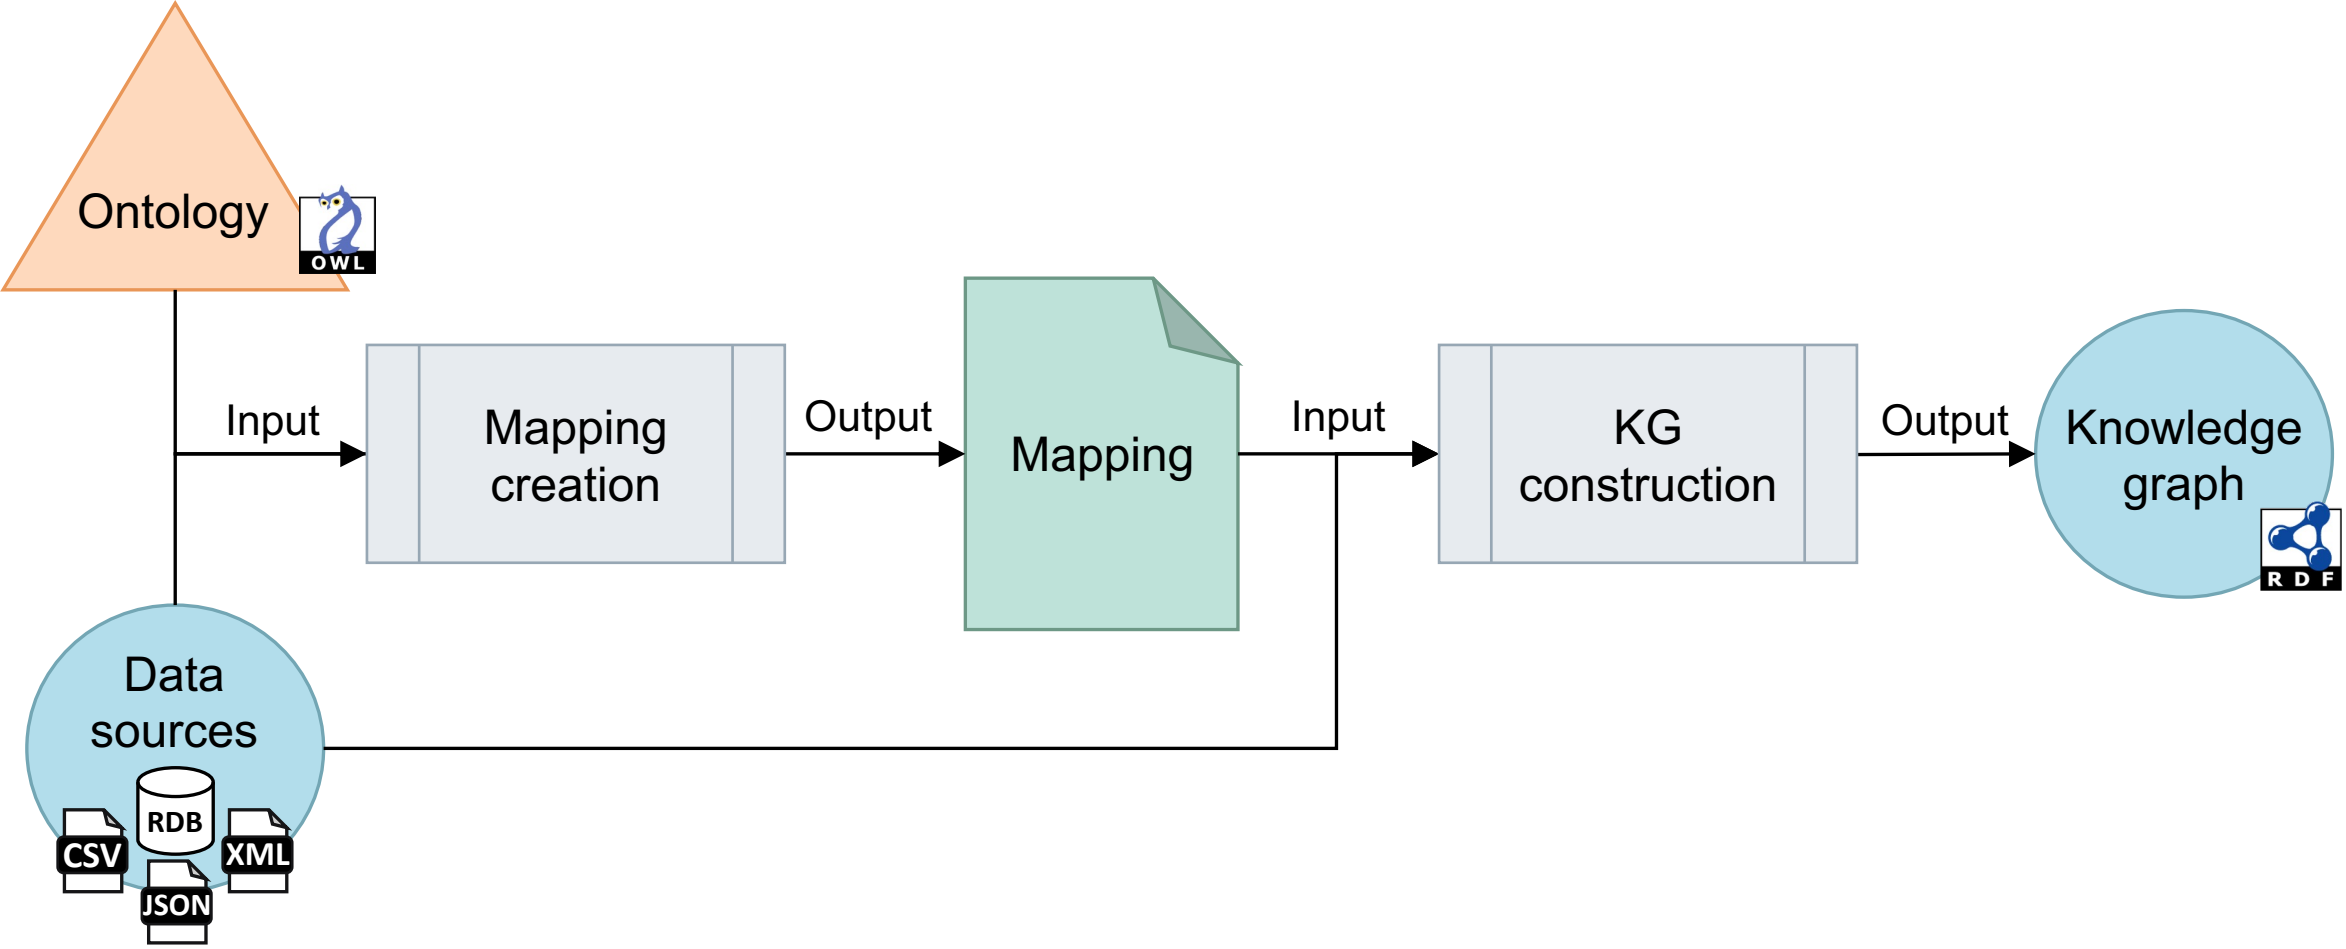 Ontology
OWL
Input
Mapping
creation
Output
Mapping
Input
KG
construction
Output
Knowledge
graph
RDF
Data
sources
RDB
CSV
XML
JSON